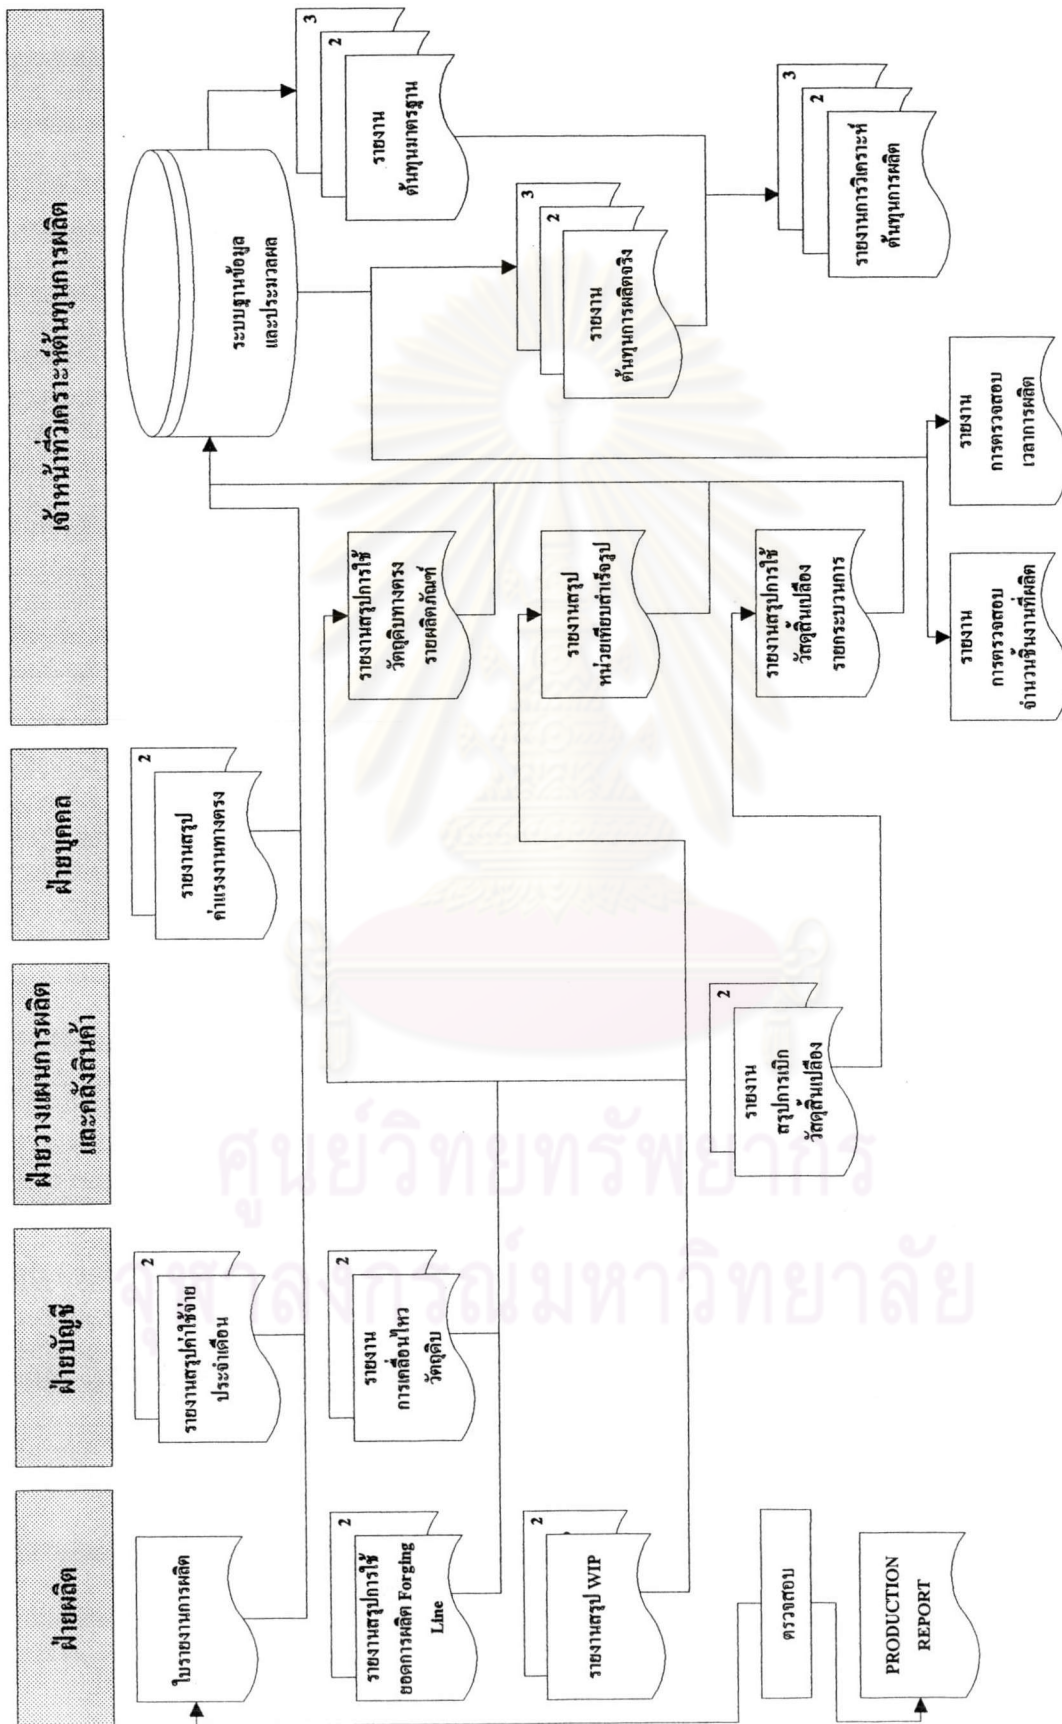 ฝ่ายผลิต
ฝ่ายบัญชี
ฝ่ายวางแผนการผลิต
และคลังสินค้า
ฝ่ายบุคคล
เจ้าหน้าที่วิเคราะห์ต้นทุนการผลิต
ใบรายงานการผลิต
2
รายงานสรุปค่าใช้จ่าย
ประจำเดือน
2
รายงานสรุป
ค่าแรงงานทางตรง
ระบบฐานข้อมูล
และประมวลผล
3
2
รายงาน
ต้นทุนมาตรฐาน
2
รายงานสรุปการใช้
ยอดการผลิต Forging
Line
2
รายงาน
การเคลื่อนไหว
วัตถุดิบ
รายงานสรุปการใช้
วัตถุดิบทางตรง
รายผลิตภัณฑ์
2
รายงานสรุป WIP
รายงานสรุป
หน่วยเทียบสำเร็จรูป
3
2
รายงาน
ต้นทุนการผลิตจริง
2
รายงาน
สรุปการเบิก
วัสดุสิ้นเปลือง
รายงานสรุปการใช้
วัสดุสิ้นเปลือง
รายกระบวนการ
3
2
รายงานการวิเคราะห์
ต้นทุนการผลิต
ตรวจสอบ
PRODUCTION
REPORT
รายงาน
การตรวจสอบ
จำนวนชิ้นงานที่ผลิต
รายงาน
การตรวจสอบ
เวลาการผลิต
ศูนย์วิทยทรัพยากร
จุฬาลงกรณ์มหาวิทยาลัย